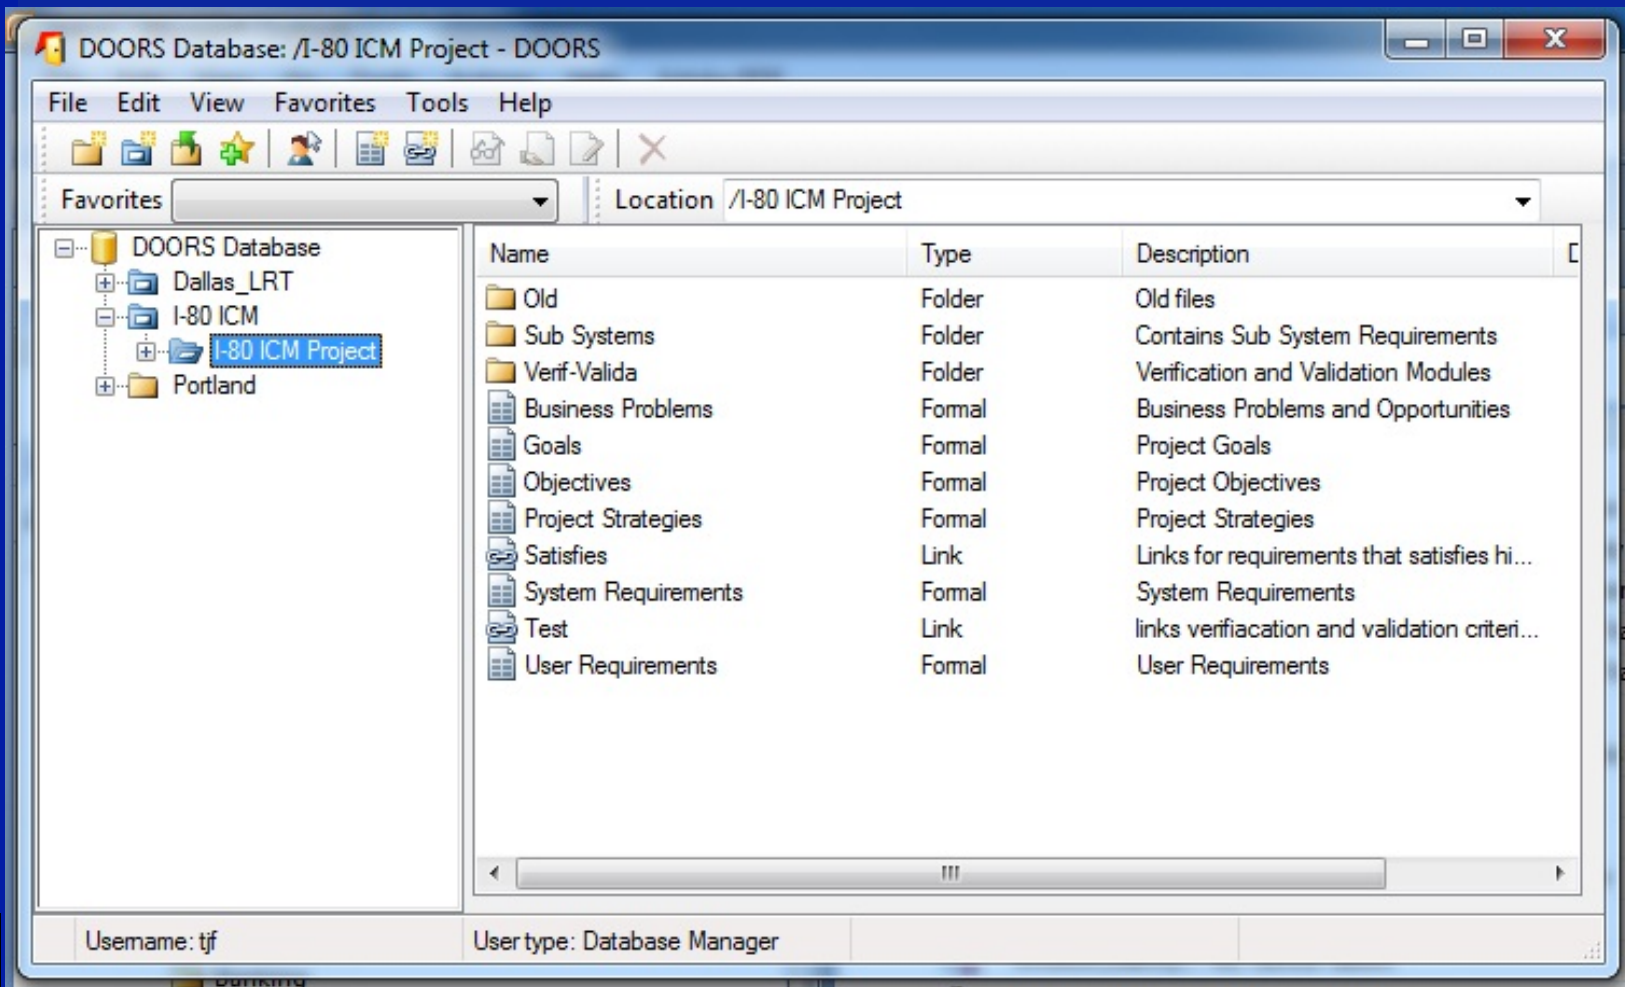 DOORS Database: /I-80 ICM Project - DOORS
File Edit View Favorites Tools Help
Favorites
Location /I-80 ICM Project
DOORS Database
Dallas_LRT
I-80 ICM
I-80 ICM Project
Portland
Name Type Description D
Old Folder Old files
Sub Systems Folder Contains Sub System Requirements
Verif-Valida Folder Verification and Validation Modules
Business Problems Formal Business Problems and Opportunities
Goals Formal Project Goals
Objectives Formal Project Objectives
Project Strategies Formal Project Strategies
Satisfies Link Links for requirements that satisfies hi...
System Requirements Formal System Requirements
Test Link links verifiacation and validation criteri...
User Requirements Formal User Requirements
Username: tjf User type: Database Manager